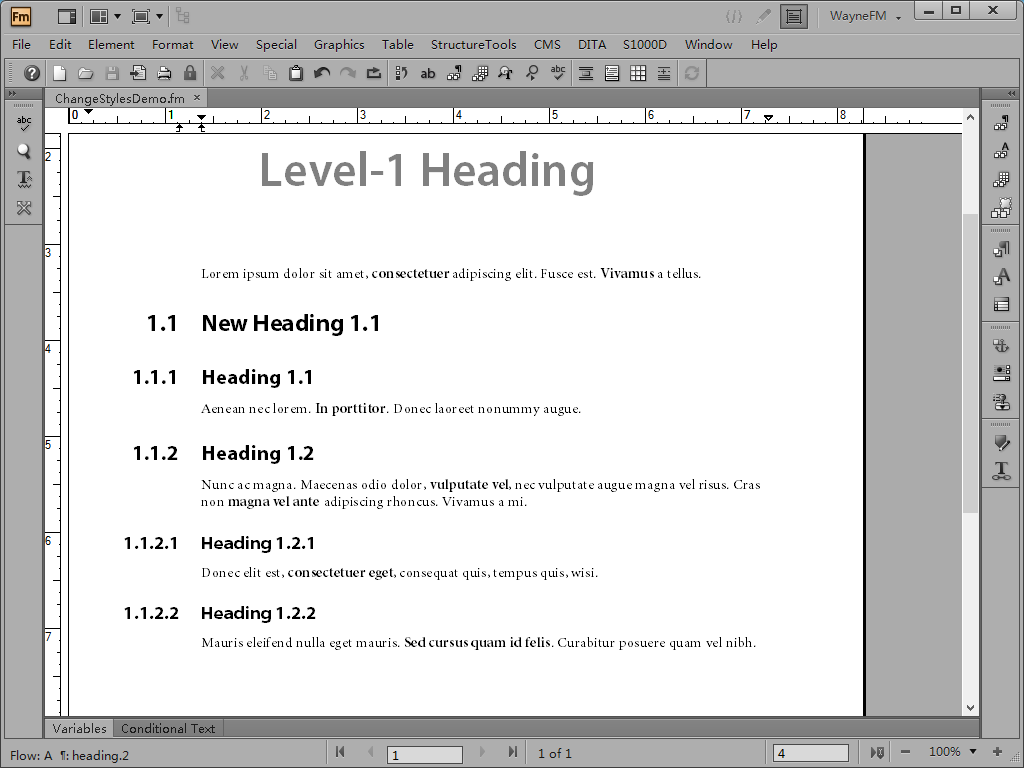 Fm
WayneFM
File Edit Element Format View Special Graphics Table StructureTools CMS DITA S1000D Window Help
ChangeStylesDemo.fm ×
0 1 2 3 4 5 6 7 8
2
3
4
5
6
7
Level-1 Heading
Lorem ipsum dolor sit amet, consectetuer adipiscing elit. Fusce est. Vivamus a tellus.
1.1 New Heading 1.1
1.1.1 Heading 1.1
Aenean nec lorem. In porttitor. Donec laoreet nonummy augue.
1.1.2 Heading 1.2
Nunc ac magna. Maecenas odio dolor, vulputate vel, nec vulputate augue magna vel risus. Cras
non magna vel ante adipiscing rhoncus. Vivamus a mi.
1.1.2.1 Heading 1.2.1
Donec elit est, consectetuer eget, consequat quis, tempus quis, wisi.
1.1.2.2 Heading 1.2.2
Mauris eleifend nulla eget mauris. Sed cursus quam id felis. Curabitur posuere quam vel nibh.
Variables Conditional Text
Flow: A ¶: heading.2 1 1 of 1 4 100%